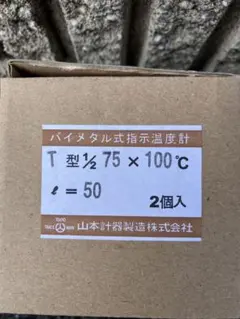 バイメタル式指示温度計
T 型 1/2 75 × 100℃
ℓ = 50
2個入
山本計器製造株式会社